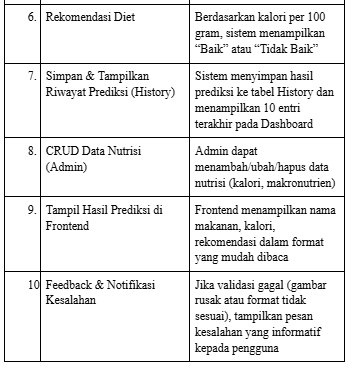 6. Rekomendasi Diet
Berdasarkan kalori per 100
gram, sistem menampilkan
“Baik” atau “Tidak Baik”
7. Simpan & Tampilkan
Riwayat Prediksi (History)
Sistem menyimpan hasil
prediksi ke tabel History dan
menampilkan 10 entri
terakhir pada Dashboard
8. CRUD Data Nutrisi
(Admin)
Admin dapat
menambah/ubah/hapus data
nutrisi (kalori, makronutrien)
9. Tampil Hasil Prediksi di
Frontend
Frontend menampilkan nama
makanan, kalori,
rekomendasi dalam format
yang mudah dibaca
10 Feedback & Notifikasi
Kesalahan
Jika validasi gagal (gambar
rusak atau format tidak
sesuai), tampilkan pesan
kesalahan yang informatif
kepada pengguna